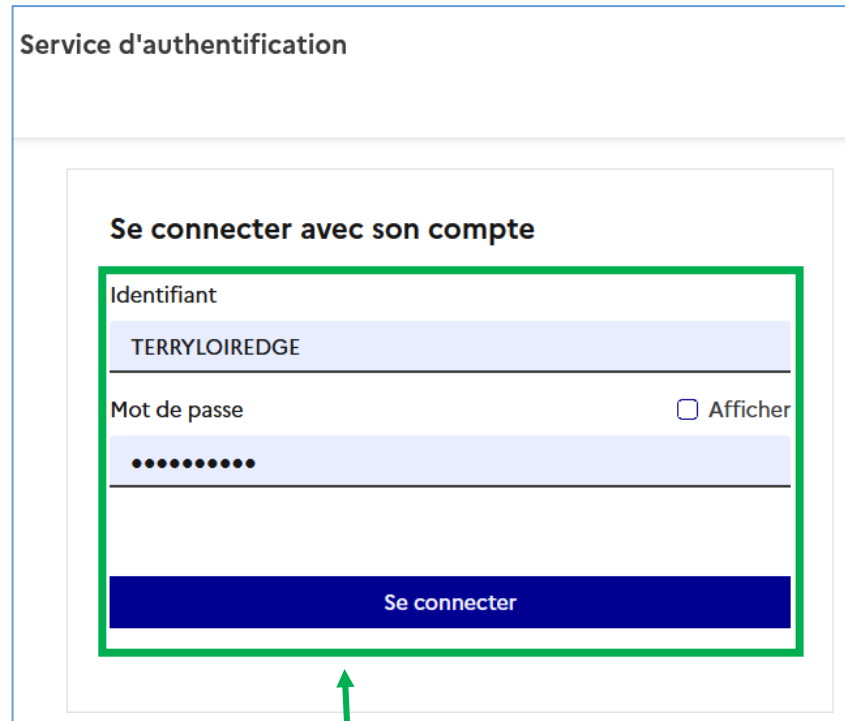 Service d'authentification
Se connecter avec son compte
Identifiant
TERRYLOIREDGE
Mot de passe
Afficher
••••••••••
Se connecter